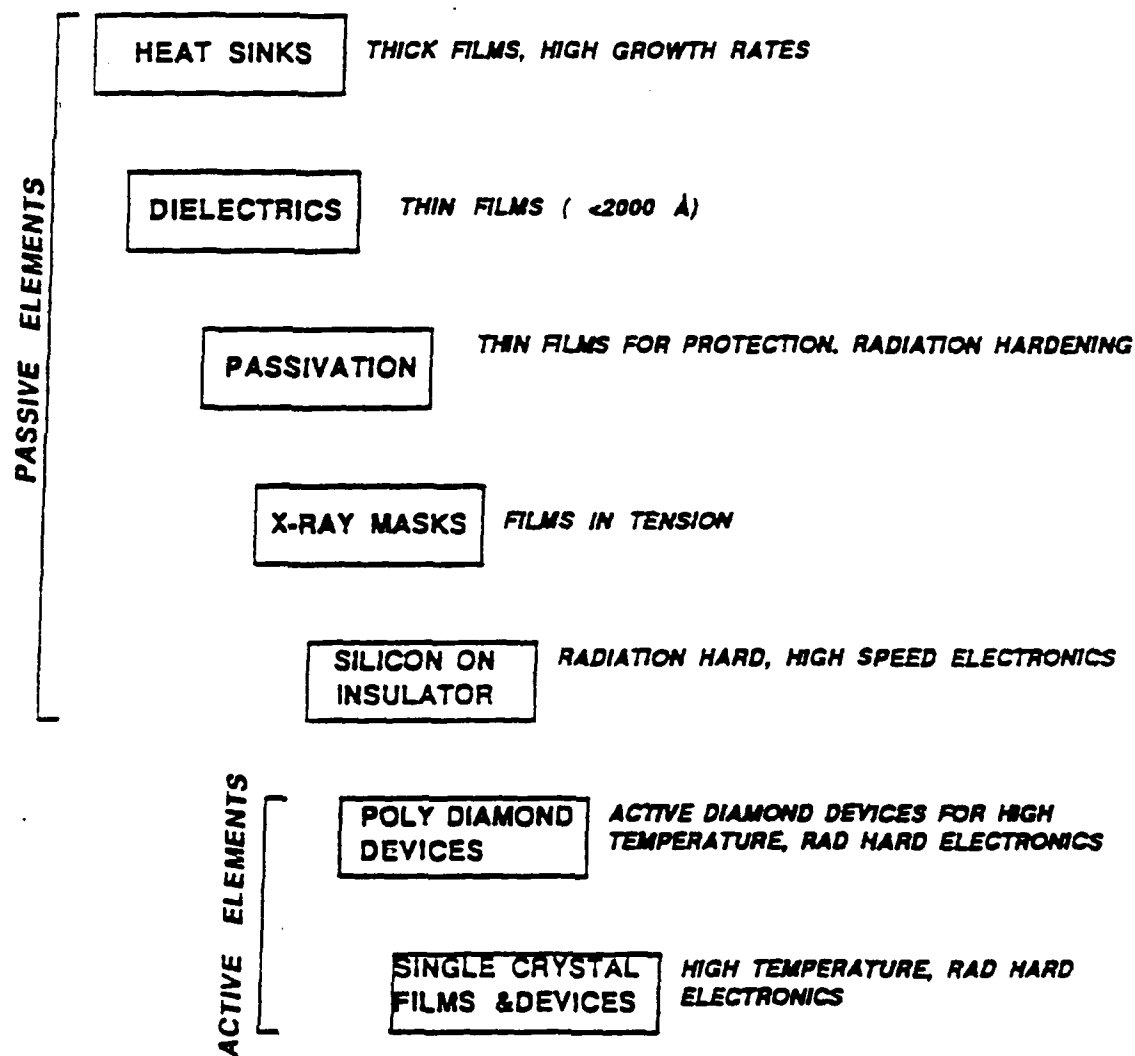 HEAT SINKS
THICK FILMS, HIGH GROWTH RATES
DIELECTRICS
THIN FILMS ( <2000 Å)
PASSIVE ELEMENTS
PASSIVATION
THIN FILMS FOR PROTECTION. RADIATION HARDENING
X-RAY MASKS
FILMS IN TENSION
SILICON ON
INSULATOR
RADIATION HARD, HIGH SPEED ELECTRONICS
ACTIVE ELEMENTS
POLY DIAMOND
DEVICES
ACTIVE DIAMOND DEVICES FOR HIGH
TEMPERATURE, RAD HARD ELECTRONICS
SINGLE CRYSTAL
FILMS &DEVICES
HIGH TEMPERATURE, RAD HARD
ELECTRONICS